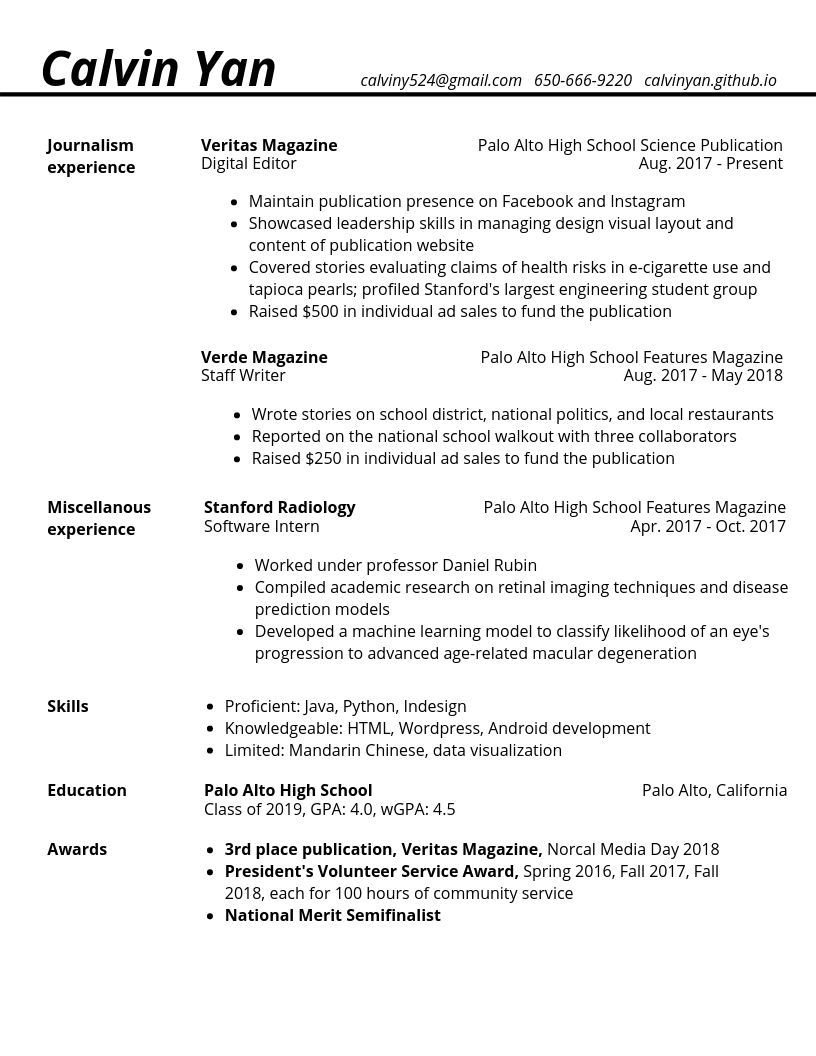 Calvin Yan
calviny524@gmail.com 650-666-9220 calvinyan.github.io
Journalism
experience
Veritas Magazine Palo Alto High School Science Publication
Digital Editor Aug. 2017 - Present
• Maintain publication presence on Facebook and Instagram
• Showcased leadership skills in managing design visual layout and
content of publication website
• Covered stories evaluating claims of health risks in e-cigarette use and
tapioca pearls; profiled Stanford's largest engineering student group
• Raised $500 in individual ad sales to fund the publication
Verde Magazine Palo Alto High School Features Magazine
Staff Writer Aug. 2017 - May 2018
• Wrote stories on school district, national politics, and local restaurants
• Reported on the national school walkout with three collaborators
• Raised $250 in individual ad sales to fund the publication
Miscellanous
experience
Stanford Radiology Palo Alto High School Features Magazine
Software Intern Apr. 2017 - Oct. 2017
• Worked under professor Daniel Rubin
• Compiled academic research on retinal imaging techniques and disease
prediction models
• Developed a machine learning model to classify likelihood of an eye's
progression to advanced age-related macular degeneration
Skills
• Proficient: Java, Python, Indesign
• Knowledgeable: HTML, Wordpress, Android development
• Limited: Mandarin Chinese, data visualization
Education
Palo Alto High School Palo Alto, California
Class of 2019, GPA: 4.0, wGPA: 4.5
Awards
• 3rd place publication, Veritas Magazine, Norcal Media Day 2018
• President's Volunteer Service Award, Spring 2016, Fall 2017, Fall
2018, each for 100 hours of community service
• National Merit Semifinalist